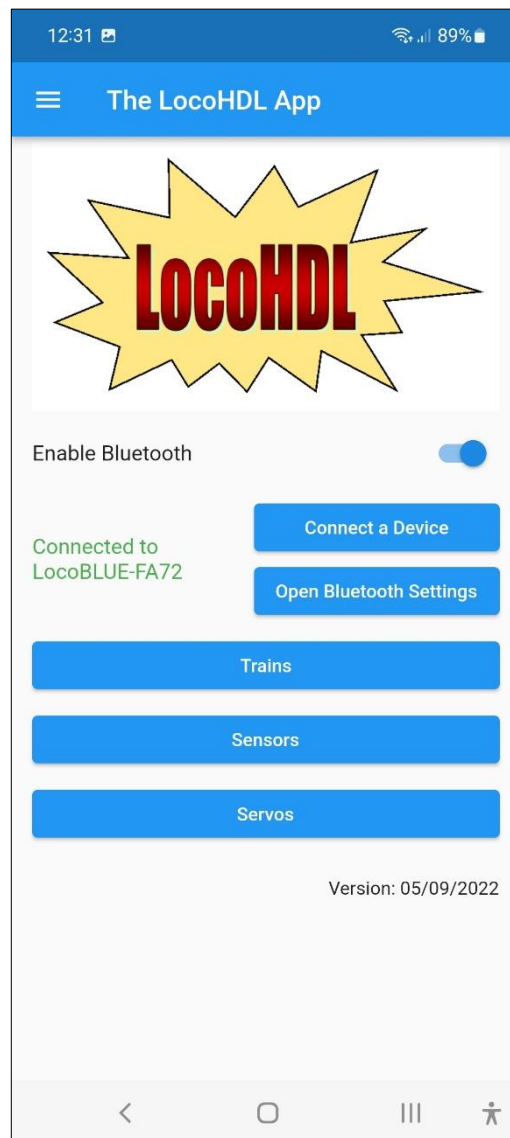 12:31 89%
The LocoHDL App
LocoHDL
Enable Bluetooth
Connected to
LocoBLUE-FA72
Connect a Device
Open Bluetooth Settings
Trains
Sensors
Servos
Version: 05/09/2022